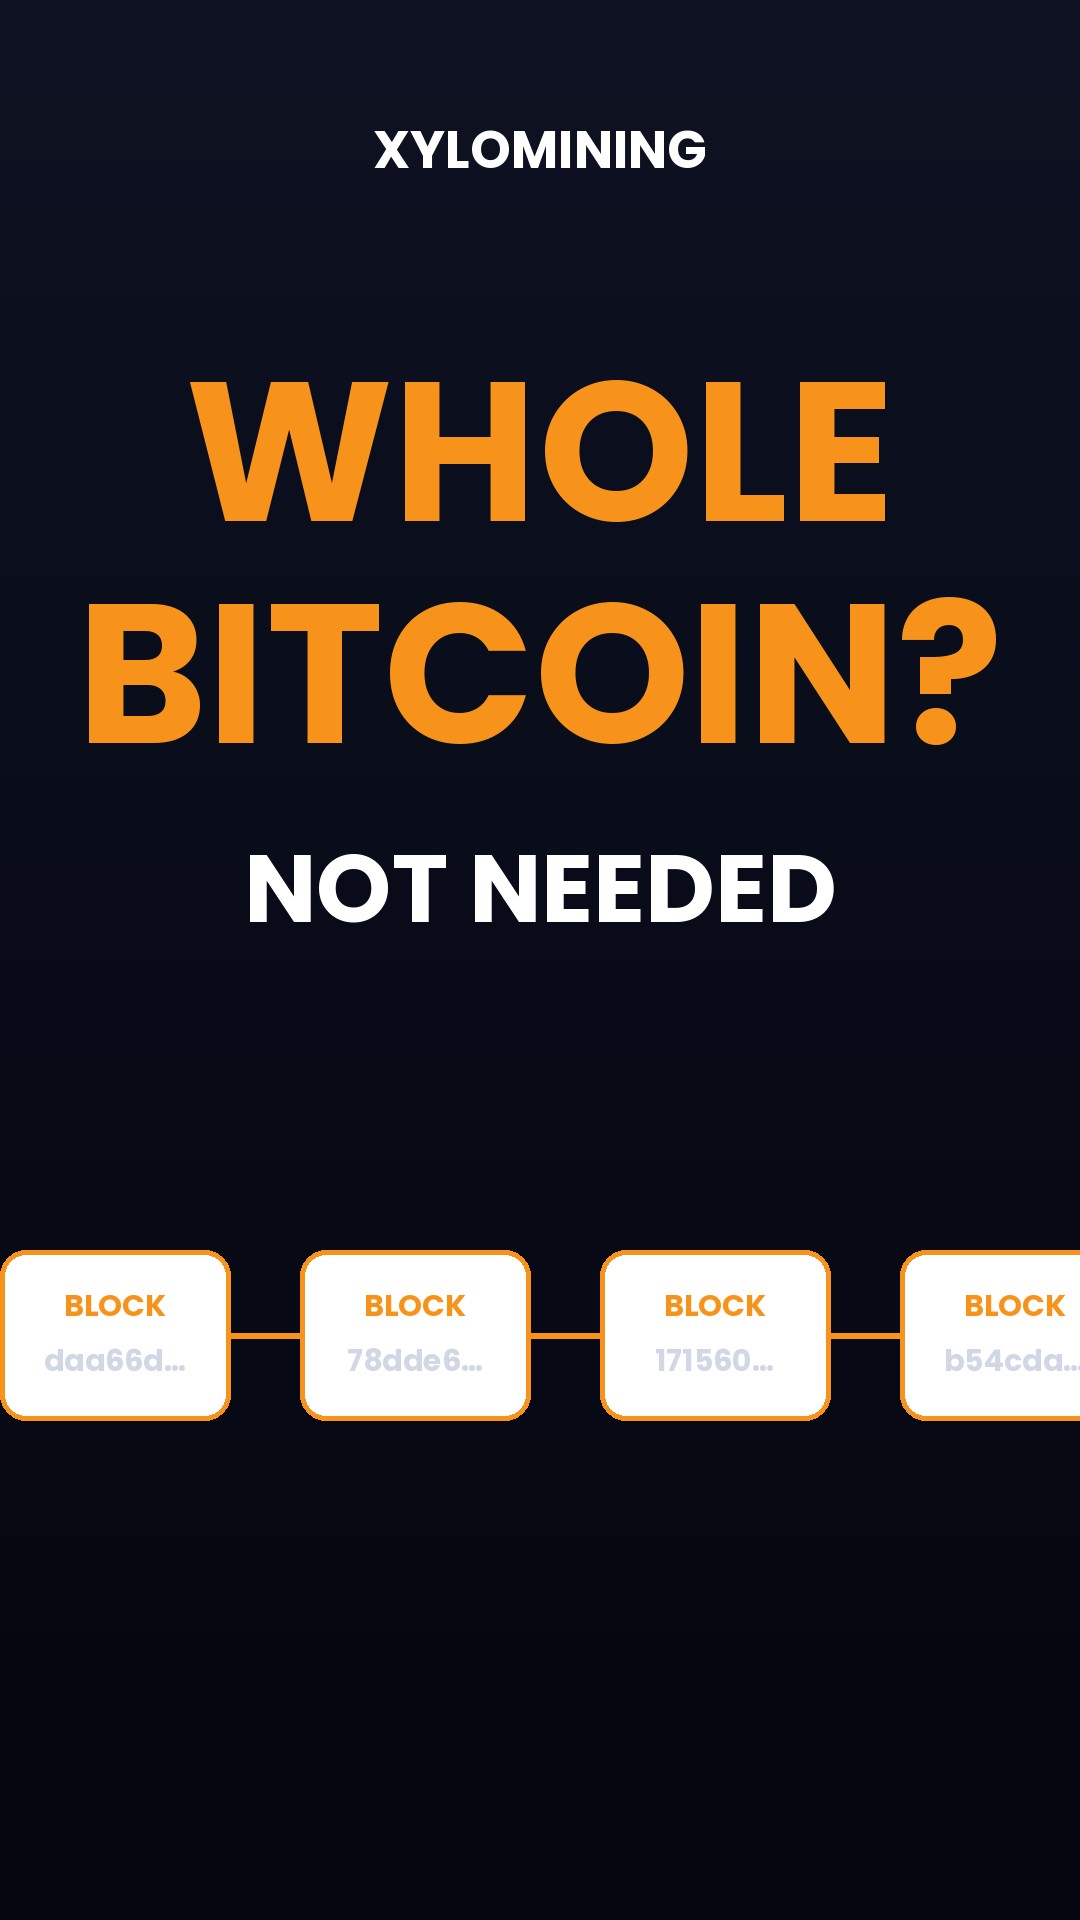 XYLOMINING
WHOLE
BITCOIN?
NOT NEEDED
BLOCK BLOCK BLOCK BLOCK
daa66d... 78dde6... 171560... b54cda...